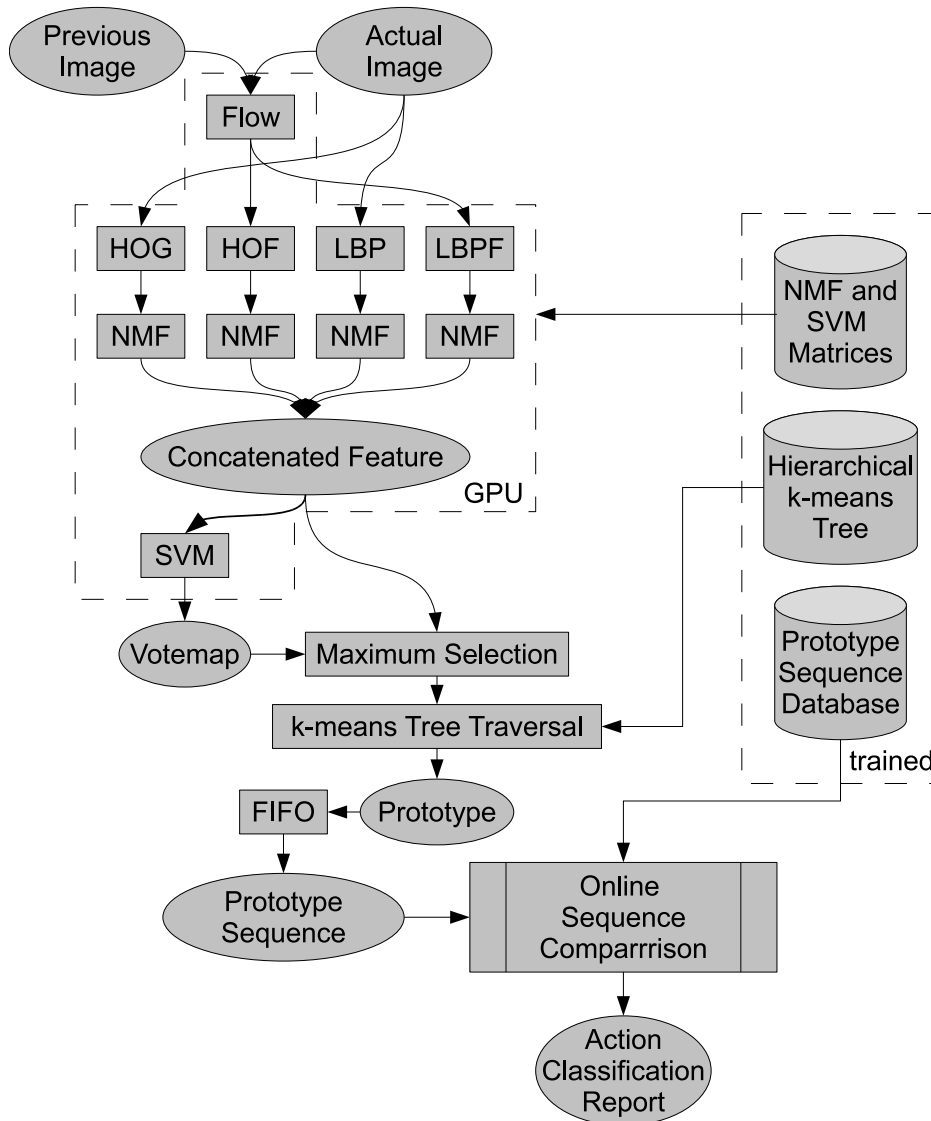 Previous
Image
Actual
Image
Flow
HOG
HOF
LBP
LBPF
NMF
NMF
NMF
NMF
NMF and
SVM
Matrices
Concatenated Feature
GPU
Hierarchical
k-means
Tree
SVM
Votemap
Maximum Selection
Prototype
Sequence
Database
k-means Tree Traversal
trained
FIFO
Prototype
Prototype
Sequence
Online
Sequence
Comparrrison
Action
Classification
Report